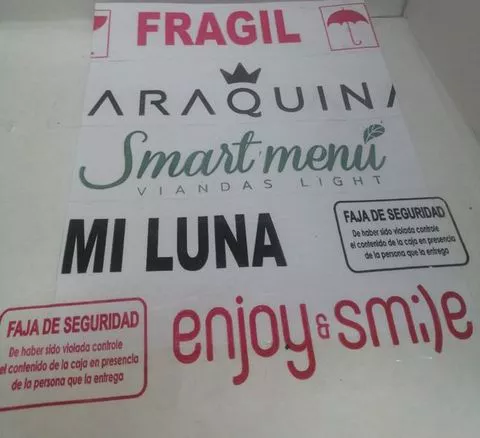 FRAGIL
ARAQUINA
Smart menú
VIANDAS LIGHT
MI LUNA
FAJA DE SEGURIDAD
De haber sido violada controle
el contenido de la caja en presencia
de la persona que la entrega
FAJA DE SEGURIDAD
De haber sido violada controle
el contenido de la caja en presencia
de la persona que la entrega
enjoy & smi;)e